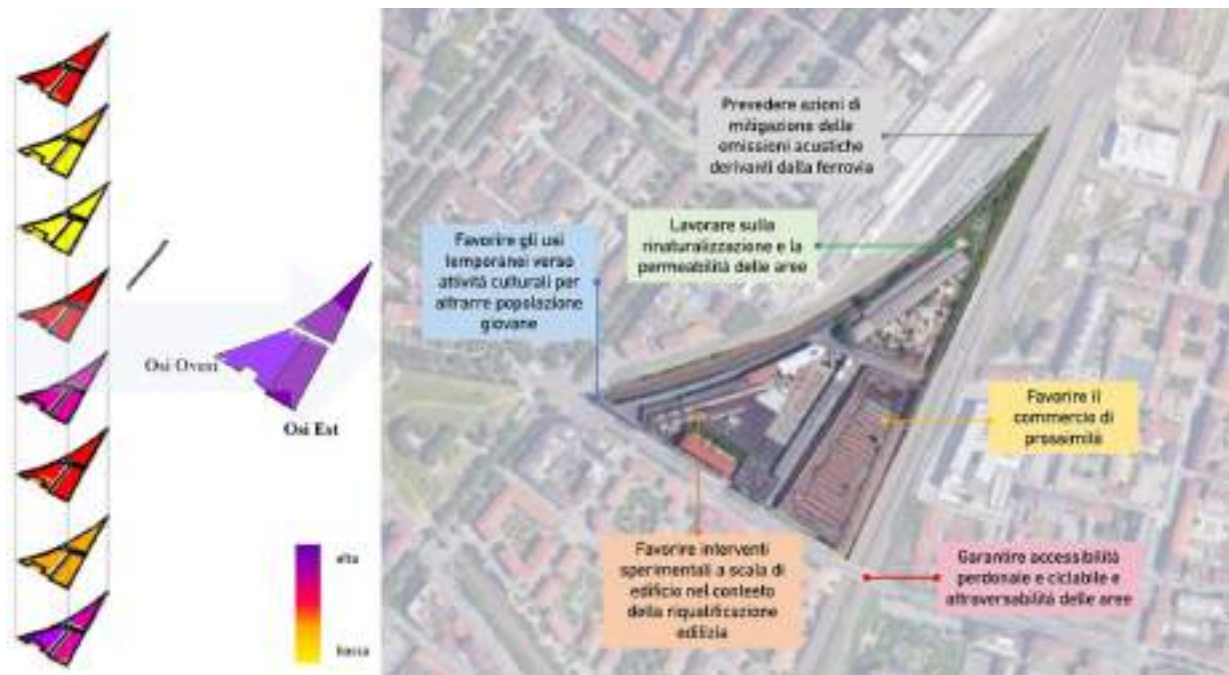 Osi Ovest
Osi Est
alta
bassa
Prevedere azioni di
mitigazione delle
emissioni acustiche
derivanti dalla ferrovia
Favorire gli usi
temporanei verso
attività culturali per
attrarre popolazione
giovane
Lavorare sulla
rinaturalizzazione e la
permeabilità delle aree
Favorire il
commercio di
prossimità
Favorire interventi
sperimentali a scala di
edificio nel contesto
della riqualificazione
edilizia
Garantire accessibilità
perdonale e ciclabile e
attraversabilità delle aree